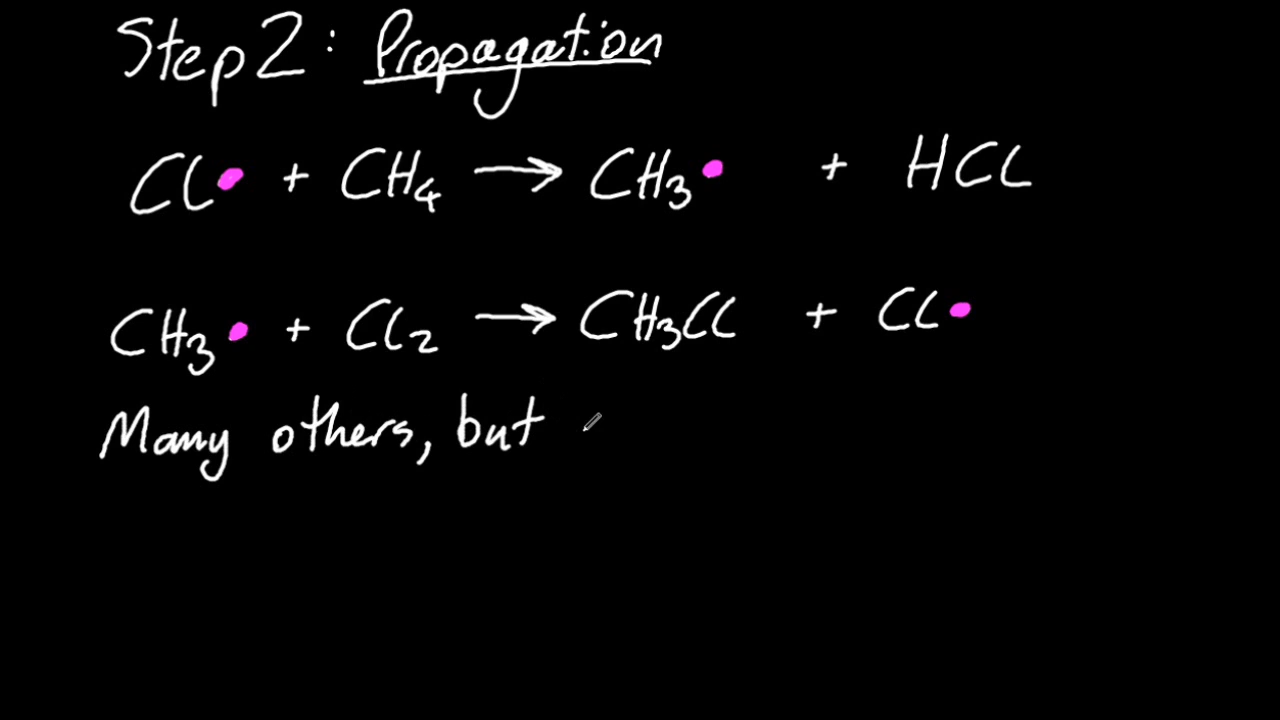 Step 2: Propagation
Cl• + CH₄ → CH₃• + HCl
CH₃• + Cl₂ → CH₃Cl + Cl•
Many others, but